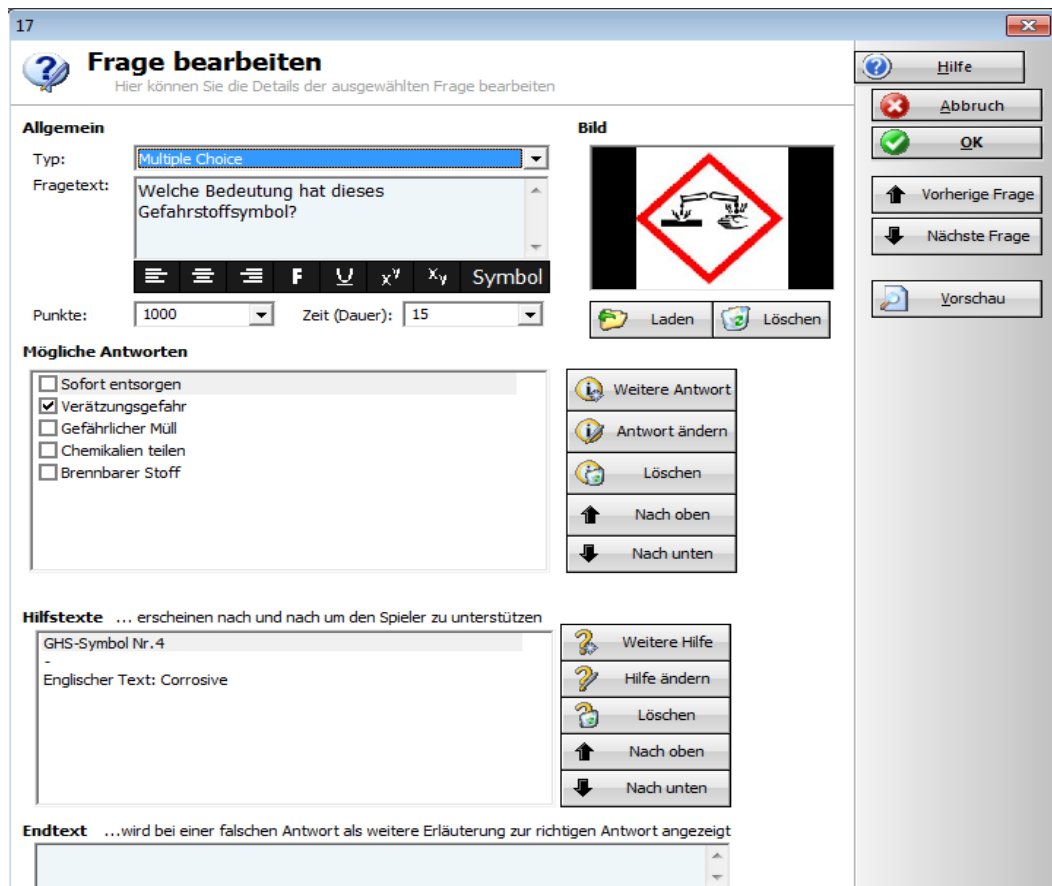 17
Frage bearbeiten
Hier können Sie die Details der ausgewählten Frage bearbeiten
Hilfe
Abbruch
OK
Vorherige Frage
Nächste Frage
Vorschau
Allgemein
Bild
Typ: Multiple Choice
Fragetext: Welche Bedeutung hat dieses
Gefahrstoffsymbol?
F U x^y x_y Symbol
Punkte: 1000 Zeit (Dauer): 15
Laden Löschen
Mögliche Antworten
Sofort entsorgen
Verätzungsgefahr
Gefährlicher Müll
Chemikalien teilen
Brennbarer Stoff
Weitere Antwort
Antwort ändern
Löschen
Nach oben
Nach unten
Hilfstexte ... erscheinen nach und nach um den Spieler zu unterstützen
GHS-Symbol Nr.4
-
Englischer Text: Corrosive
Weitere Hilfe
Hilfe ändern
Löschen
Nach oben
Nach unten
Endtext ...wird bei einer falschen Antwort als weitere Erläuterung zur richtigen Antwort angezeigt